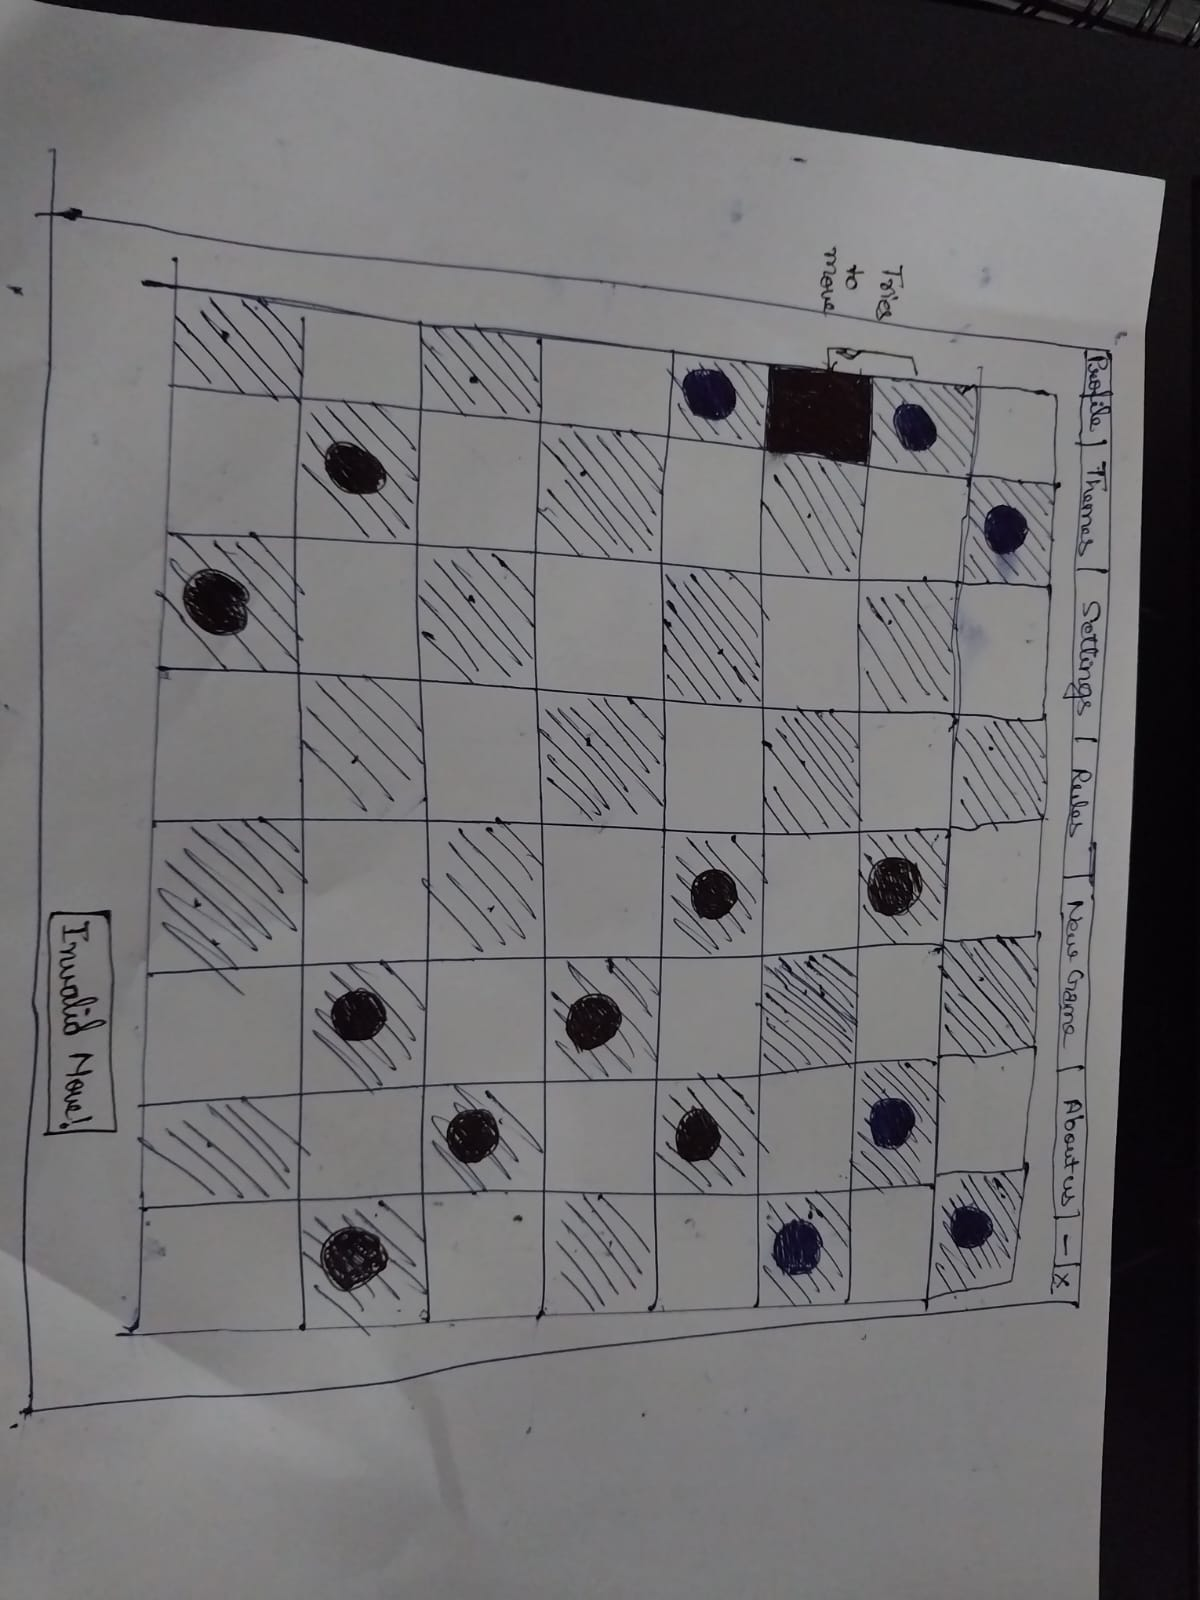 Profile | Themes | Settings | Rules | New Game | About us | - | x
Tries
to
move
Invalid Move!